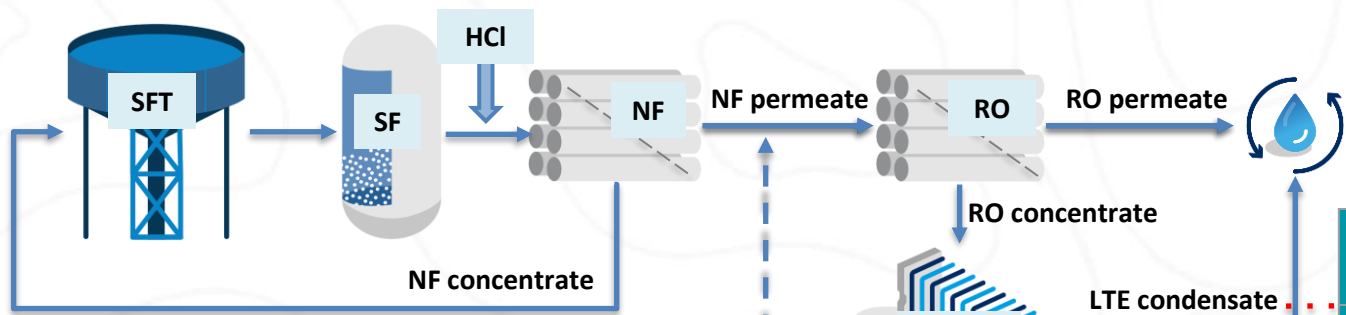 HCl
SFT
SF
NF
NF permeate
RO
RO permeate
RO concentrate
NF concentrate
LTE condensate